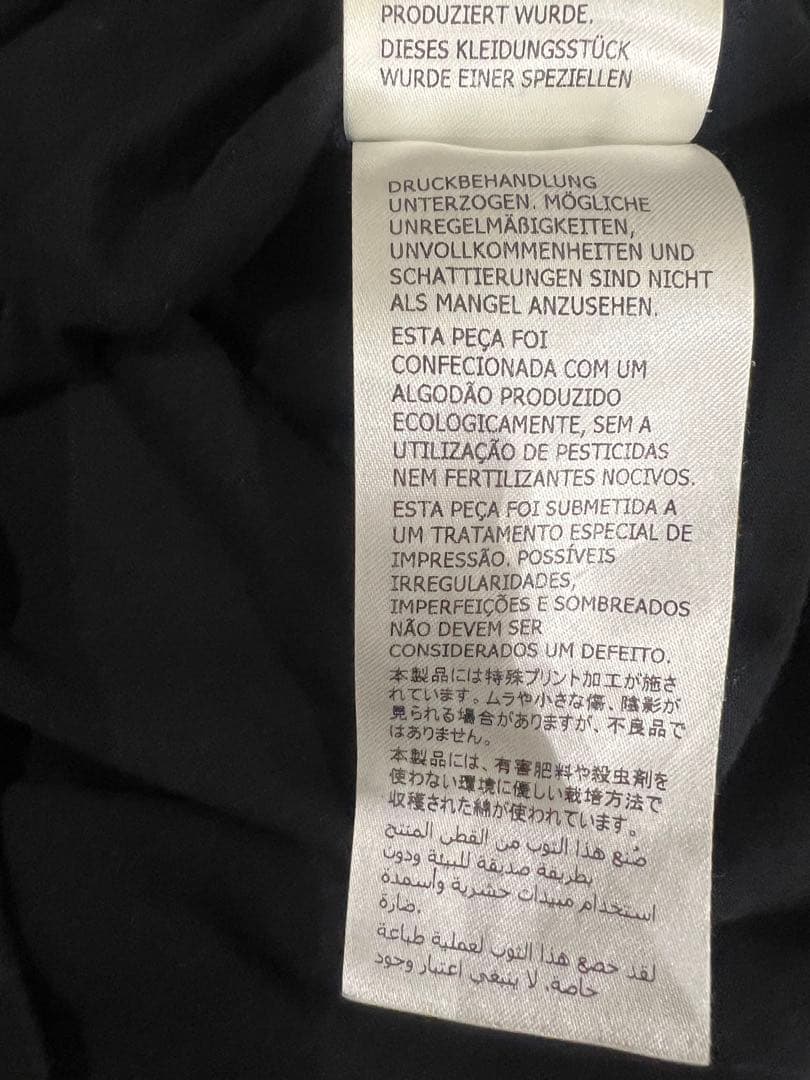 PRODUZIERT WURDE.
DIESES KLEIDUNGSSTÜCK
WURDE EINER SPEZIELLEN
DRUCKBEHANDLUNG
UNTERZOGEN. MÖGLICHE
UNREGELMÄßIGKEITEN,
UNVOLLKOMMENHEITEN UND
SCHATTIERUNGEN SIND NICHT
ALS MANGEL ANZUSEHEN.
ESTA PEÇA FOI
CONFECIONADA COM UM
ALGODÃO PRODUZIDO
ECOLOGICAMENTE, SEM A
UTILIZAÇÃO DE PESTICIDAS
NEM FERTILIZANTES NOCIVOS.
ESTA PEÇA FOI SUBMETIDA A
UM TRATAMENTO ESPECIAL DE
IMPRESSÃO. POSSÍVEIS
IRREGULARIDADES,
IMPERFEIÇÕES E SOMBREADOS
NÃO DEVEM SER
CONSIDERADOS UM DEFEITO.
本製品には特殊プリント加工が施さ
れています。ムラや小さな傷、陰影が
見られる場合がありますが、不良品で
はありません。
本製品には、有害肥料や殺虫剤を
使わない環境に優しい栽培方法で
収穫された綿が使われています。
صُنع هذا الثوب من القطن المنتج
بطريقة صديقة للبيئة ودون
استخدام مبيدات حشرية وأسمدة
ضارة.
لقد خضع هذا الثوب لعملية طباعة
خاصة. لا ينبغي اعتبار وجود